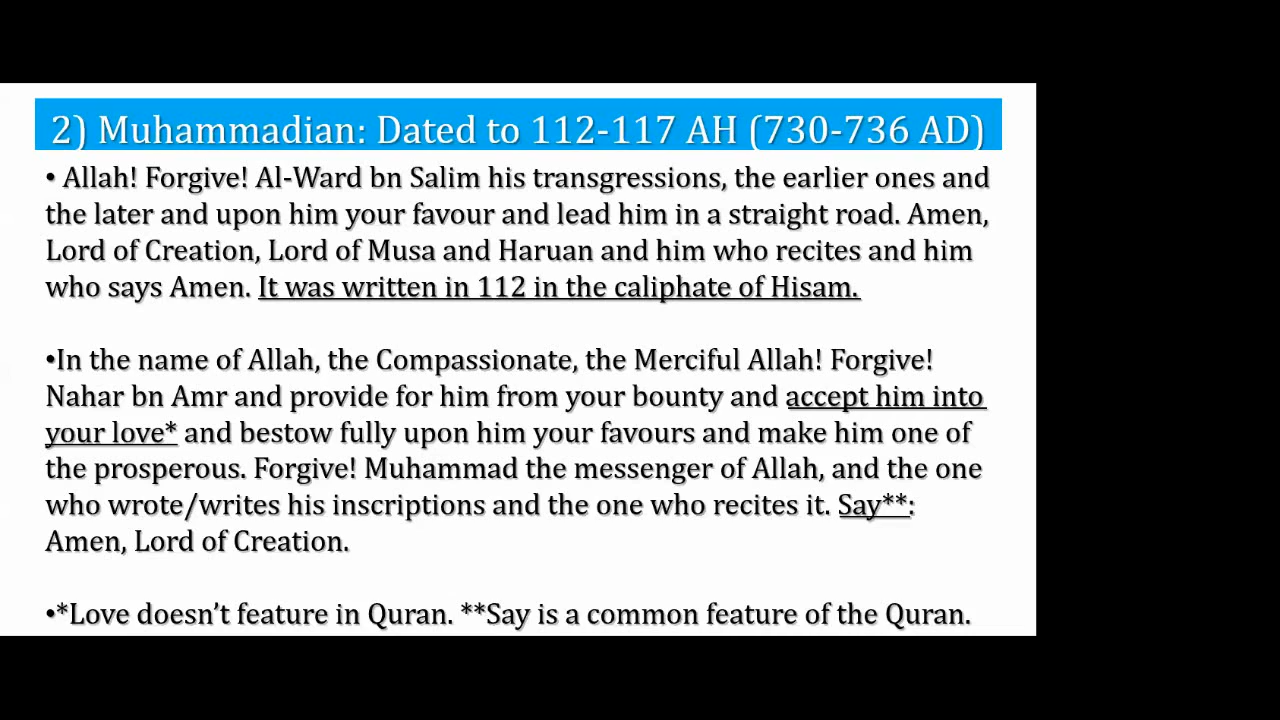 2) Muhammadian: Dated to 112-117 AH (730-736 AD)
• Allah! Forgive! Al-Ward bn Salim his transgressions, the earlier ones and
the later and upon him your favour and lead him in a straight road. Amen,
Lord of Creation, Lord of Musa and Haruan and him who recites and him
who says Amen. It was written in 112 in the caliphate of Hisam.
•In the name of Allah, the Compassionate, the Merciful Allah! Forgive!
Nahar bn Amr and provide for him from your bounty and accept him into
your love* and bestow fully upon him your favours and make him one of
the prosperous. Forgive! Muhammad the messenger of Allah, and the one
who wrote/writes his inscriptions and the one who recites it. Say**:
Amen, Lord of Creation.
•*Love doesn’t feature in Quran. **Say is a common feature of the Quran.